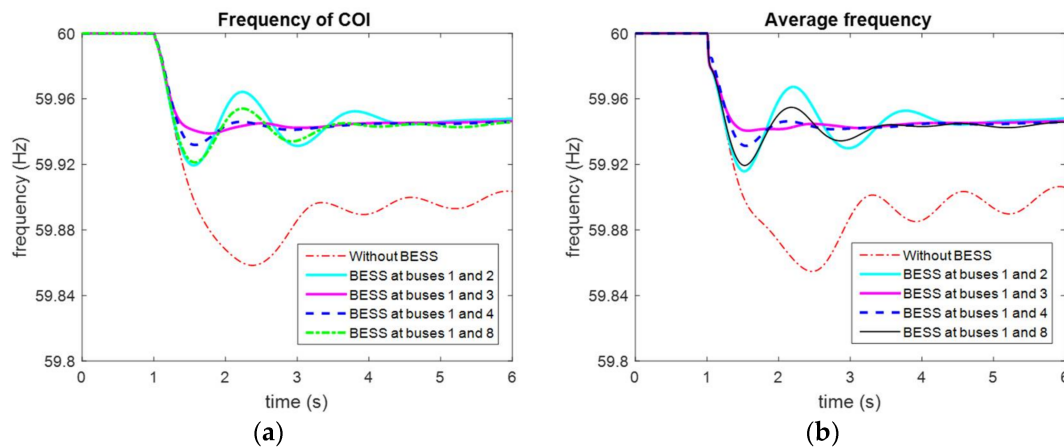 Frequency of COI
60
59.96
59.92
59.88
59.84
59.8
frequency (Hz)
Without BESS
BESS at buses 1 and 2
BESS at buses 1 and 3
BESS at buses 1 and 4
BESS at buses 1 and 8
0 1 2 3 4 5 6
time (s)
(a)
Average frequency
60
59.96
59.92
59.88
59.84
59.8
frequency (Hz)
Without BESS
BESS at buses 1 and 2
BESS at buses 1 and 3
BESS at buses 1 and 4
BESS at buses 1 and 8
0 1 2 3 4 5 6
time (s)
(b)